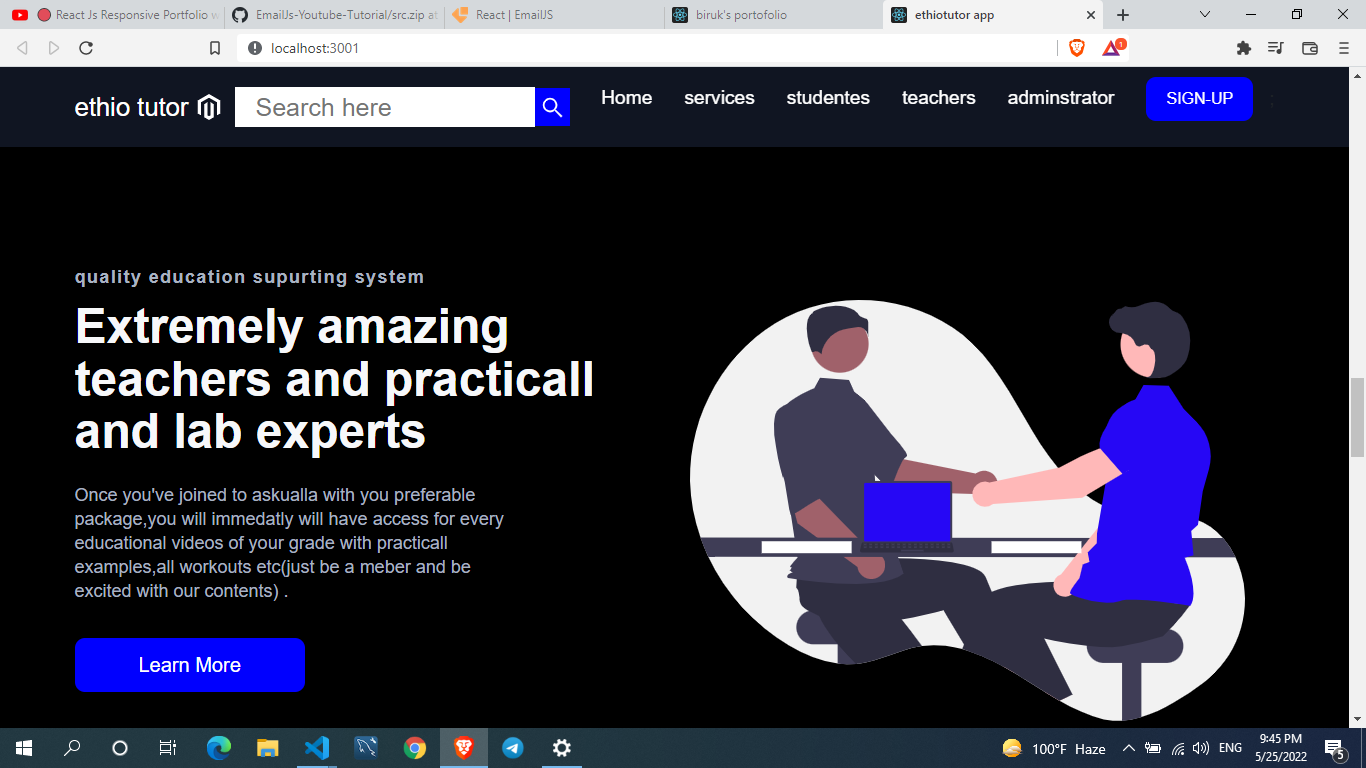 React Js Responsive Portfolio w
EmailJs-Youtube-Tutorial/src.zip at
React | EmailJS
biruk's portofolio
ethiotutor app
localhost:3001
1
ethio tutor
Search here
Home
services
studentes
teachers
adminstrator
SIGN-UP
quality education supurting system
Extremely amazing
teachers and practicall
and lab experts
Once you've joined to askualla with you preferable
package,you will immedatly will have access for every
educational videos of your grade with practicall
examples,all workouts etc(just be a meber and be
excited with our contents) .
Learn More
100°F Haze
ENG
9:45 PM
5/25/2022
5